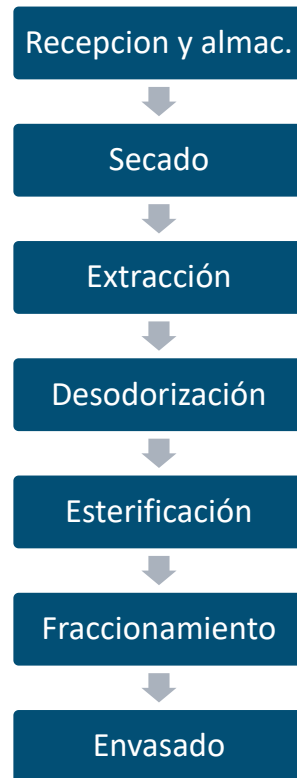 Recepcion y almac.
Secado
Extracción
Desodorización
Esterificación
Fraccionamiento
Envasado